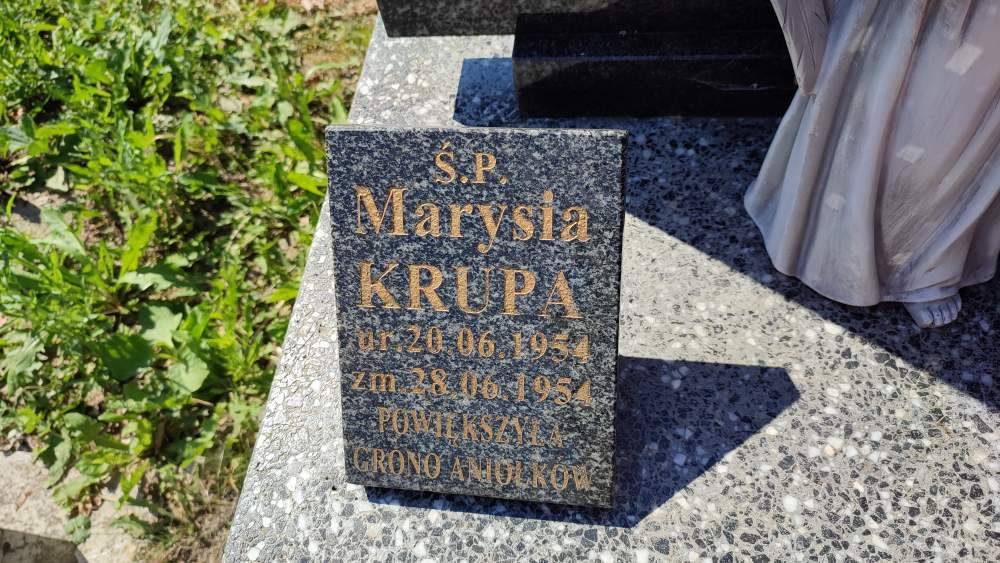 Ś.P.
Marysia
KRUPA
ur.20.06.1954
zm.28.06.1954
POWIĘKSZYŁA
GRONO ANIOŁKÓW